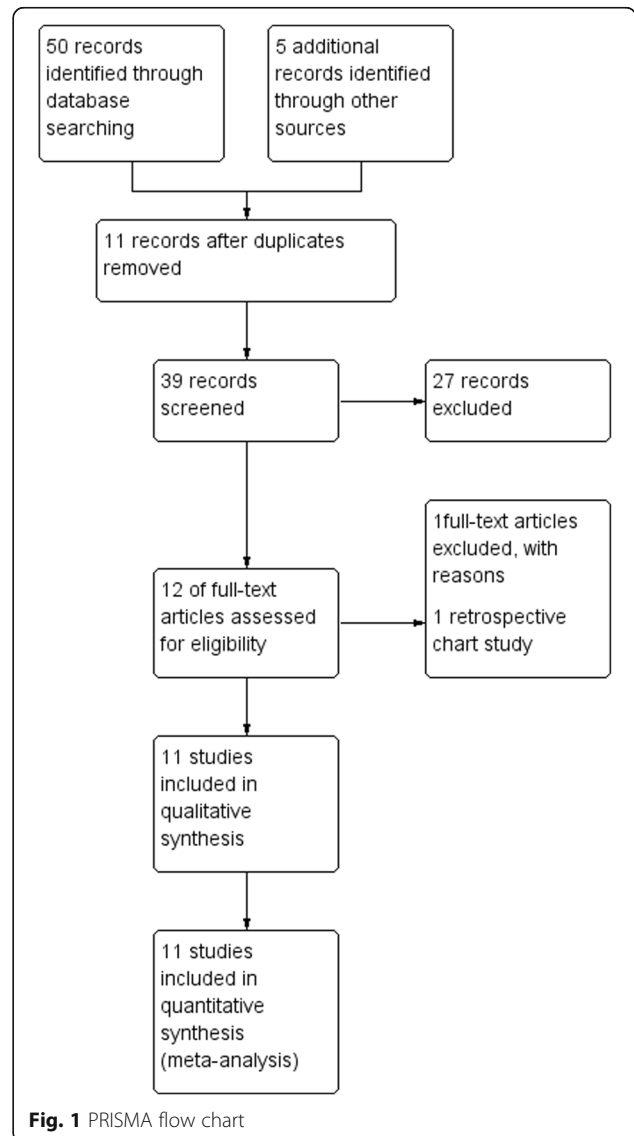 50 records
identified through
database
searching
5 additional
records identified
through other
sources
11 records after duplicates
removed
39 records
screened
27 records
excluded
12 of full-text
articles assessed
for eligibility
1full-text articles
excluded, with
reasons
1 retrospective
chart study
11 studies
included in
qualitative
synthesis
11 studies
included in
quantitative
synthesis
(meta-analysis)
Fig. 1 PRISMA flow chart